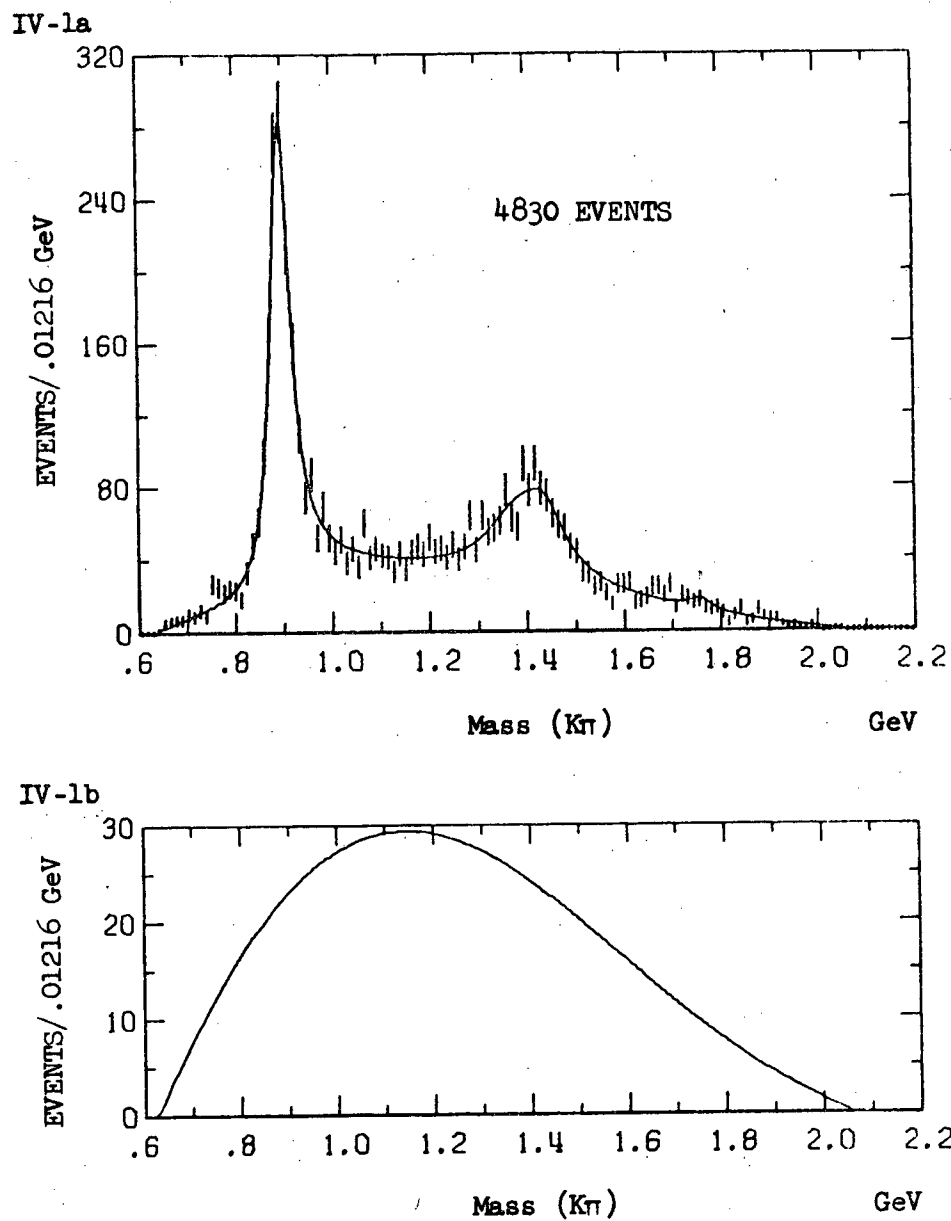 IV-1a
320
240
160
80
0
EVENTS/.01216 GeV
4830 EVENTS
.6 .8 1.0 1.2 1.4 1.6 1.8 2.0 2.2
Mass (Kπ) GeV
IV-1b
30
20
10
0
EVENTS/.01216 GeV
.6 .8 1.0 1.2 1.4 1.6 1.8 2.0 2.2
Mass (Kπ) GeV